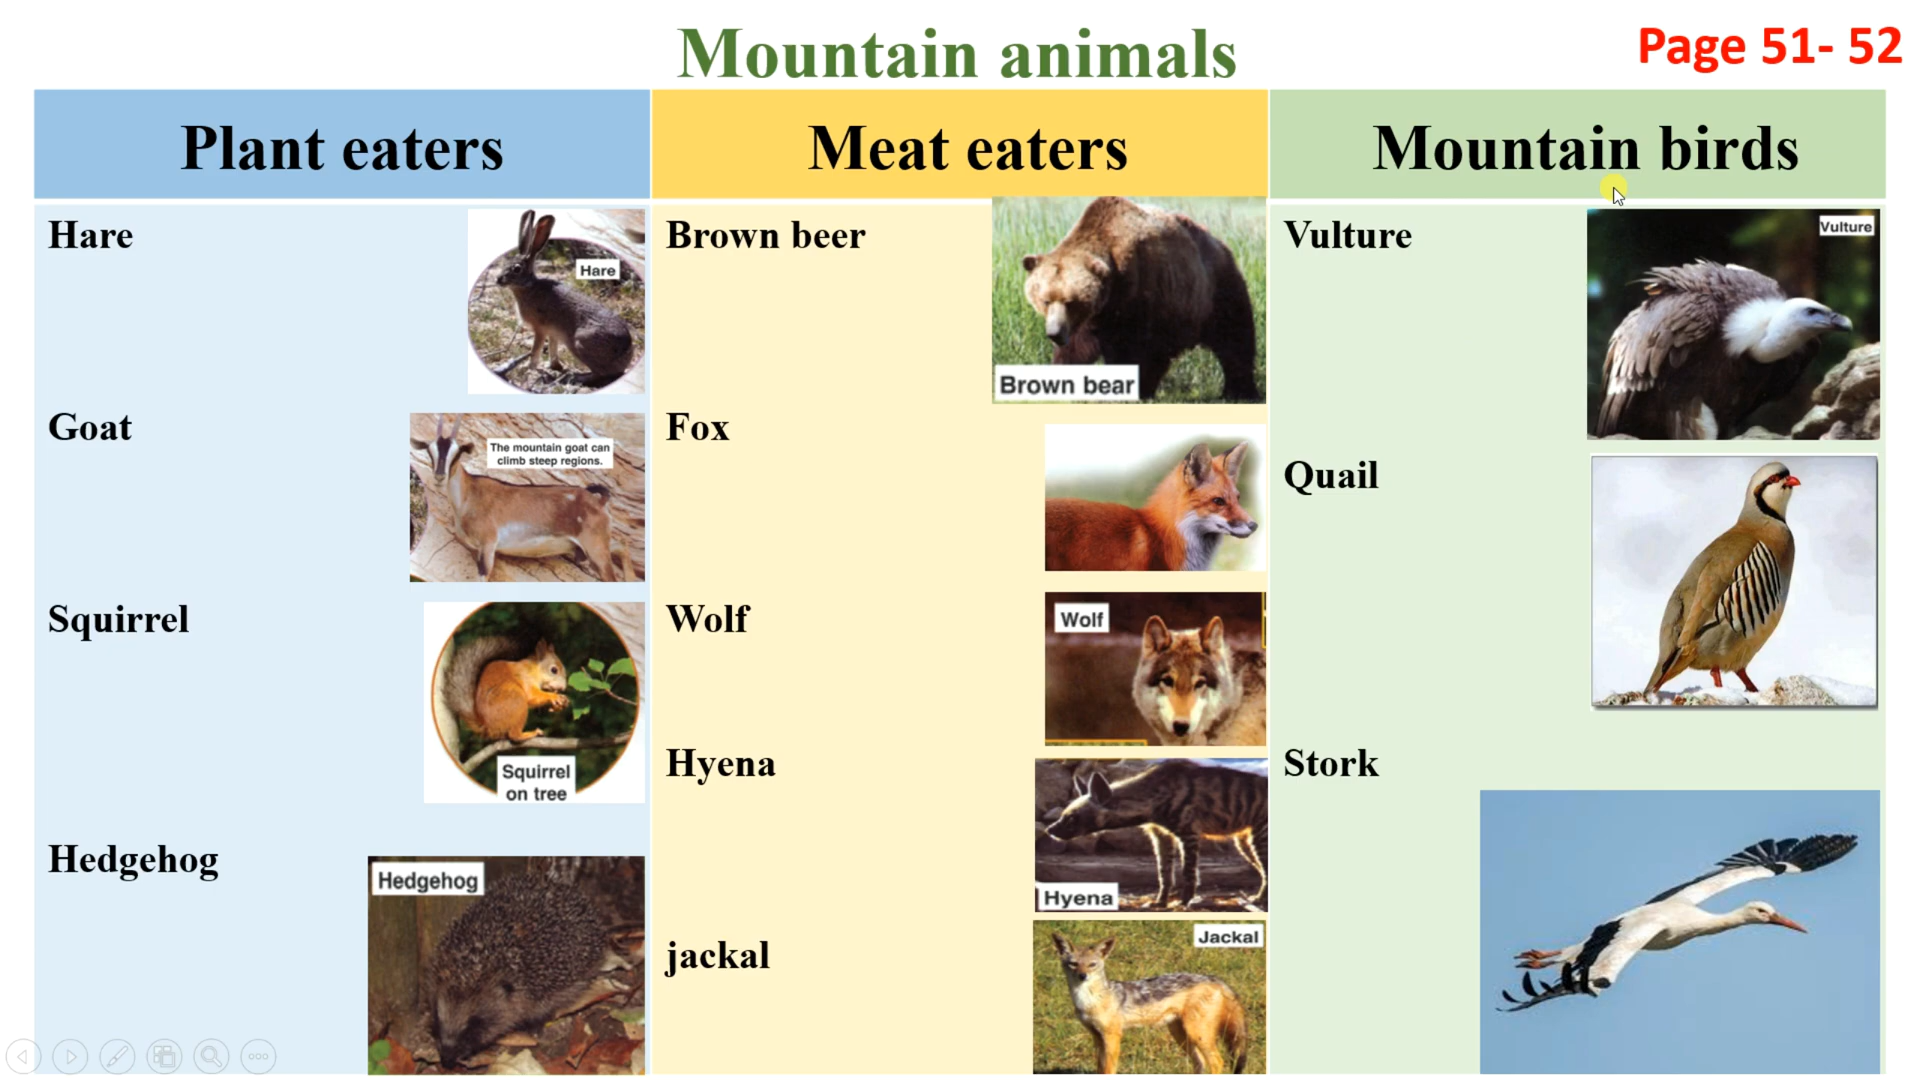 Mountain animals
Page 51- 52
Plant eaters
Meat eaters
Mountain birds
Hare
Hare
Goat
The mountain goat can
climb steep regions.
Squirrel
Squirrel
on tree
Hedgehog
Hedgehog
Brown beer
Brown bear
Fox
Wolf
Wolf
Hyena
Hyena
jackal
Jackal
Vulture
Vulture
Quail
Stork